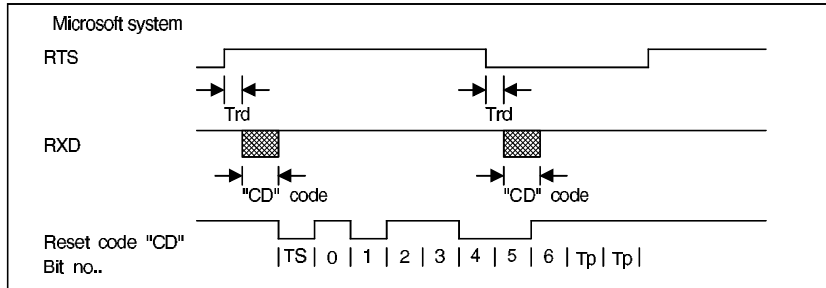 Microsoft system
RTS
Trd Trd
RXD
"CD" code "CD" code
Reset code "CD"
Bit no.. |TS| 0 | 1 | 2 | 3 | 4 | 5 | 6 |Tp|Tp|